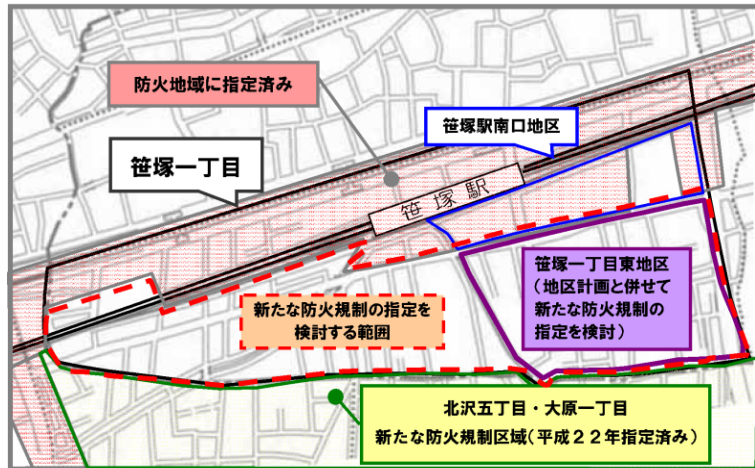 防火地域に指定済み
笹塚駅南口地区
笹塚一丁目
笹塚駅
笹塚一丁目東地区
（地区計画と併せて
新たな防火規制の
指定を検討）
新たな防火規制の指定を
検討する範囲
北沢五丁目・大原一丁目
新たな防火規制区域（平成２２年指定済み）